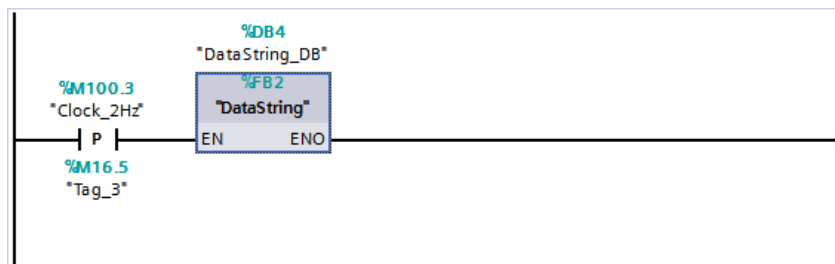 %DB4
"DataString_DB"
%FB2
"DataString"
%M100.3
"Clock_2Hz"
P
EN ENO
%M16.5
"Tag_3"